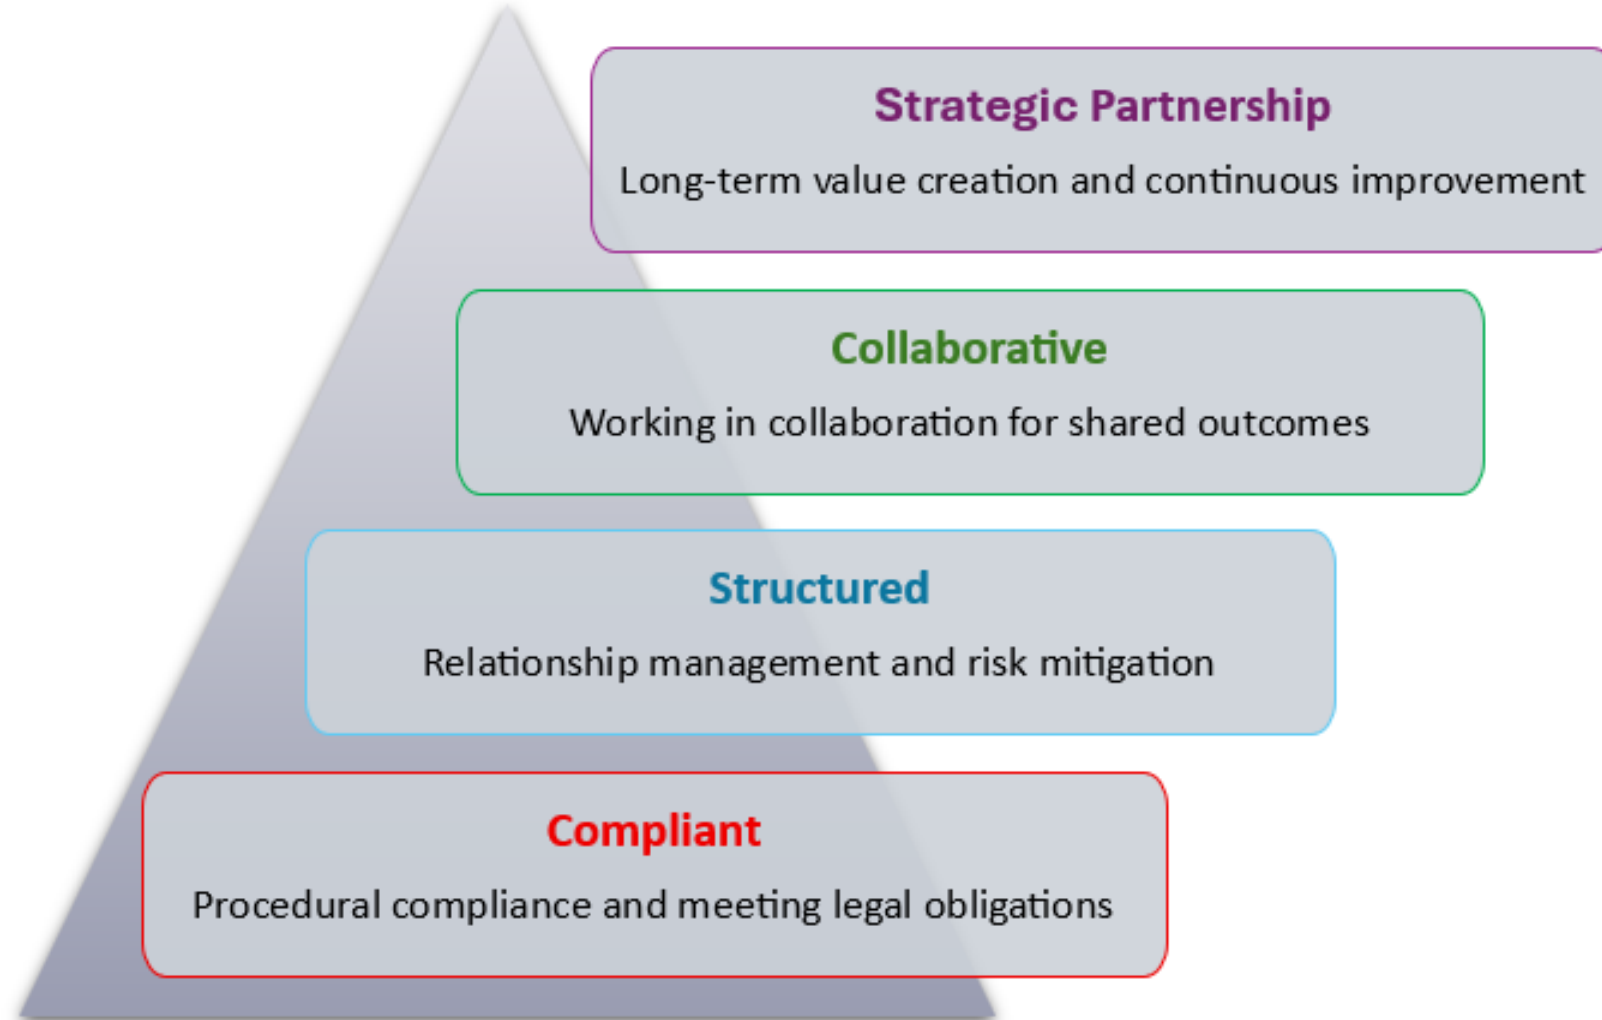 Strategic Partnership
Long-term value creation and continuous improvement
Collaborative
Working in collaboration for shared outcomes
Structured
Relationship management and risk mitigation
Compliant
Procedural compliance and meeting legal obligations